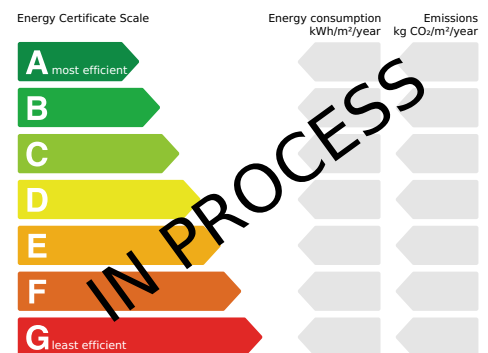 Energy Certificate Scale
Energy consumption
kWh/m²/year
Emissions
kg CO₂/m²/year
A most efficient
B
C
D
E
F
G least efficient
IN PROCESS